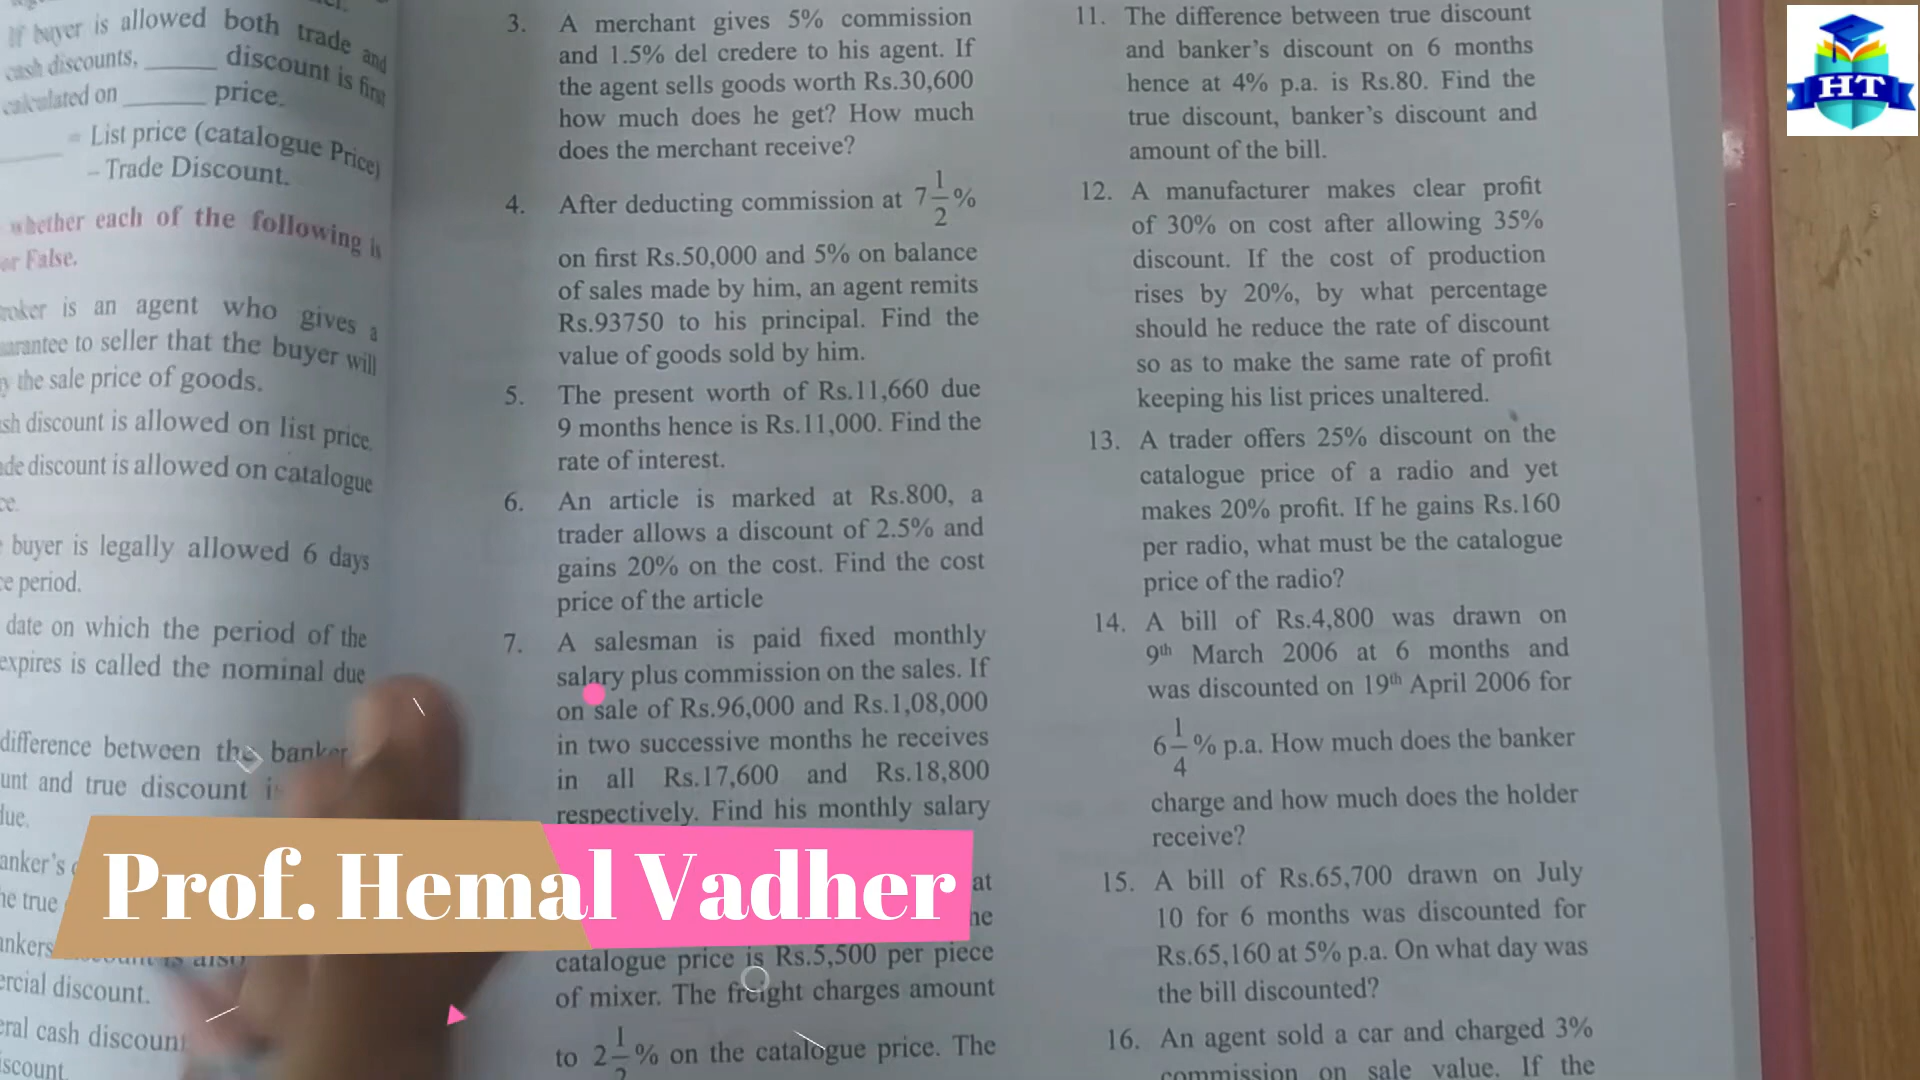 If buyer is allowed both trade and
cash discounts, ______ discount is first
calculated on ______ price.
______ = List price (catalogue Price)
– Trade Discount.
whether each of the following is
or False.
is an agent who gives a
to seller that the buyer will
the sale price of goods.
discount is allowed on list price.
discount is allowed on catalogue
buyer is legally allowed 6 days
period.
date on which the period of the
expires is called the nominal due
difference between the banker
and true discount
due.
true
discount is also
discount.
cash discount
3. A merchant gives 5% commission
and 1.5% del credere to his agent. If
the agent sells goods worth Rs.30,600
how much does he get? How much
does the merchant receive?
4. After deducting commission at 7 1/2 %
on first Rs.50,000 and 5% on balance
of sales made by him, an agent remits
Rs.93750 to his principal. Find the
value of goods sold by him.
5. The present worth of Rs.11,660 due
9 months hence is Rs.11,000. Find the
rate of interest.
6. An article is marked at Rs.800, a
trader allows a discount of 2.5% and
gains 20% on the cost. Find the cost
price of the article
7. A salesman is paid fixed monthly
salary plus commission on the sales. If
on sale of Rs.96,000 and Rs.1,08,000
in two successive months he receives
in all Rs.17,600 and Rs.18,800
respectively. Find his monthly salary
at
catalogue price is Rs.5,500 per piece
of mixer. The freight charges amount
to 2 1/2 % on the catalogue price. The
11. The difference between true discount
and banker's discount on 6 months
hence at 4% p.a. is Rs.80. Find the
true discount, banker's discount and
amount of the bill.
12. A manufacturer makes clear profit
of 30% on cost after allowing 35%
discount. If the cost of production
rises by 20%, by what percentage
should he reduce the rate of discount
so as to make the same rate of profit
keeping his list prices unaltered.
13. A trader offers 25% discount on the
catalogue price of a radio and yet
makes 20% profit. If he gains Rs.160
per radio, what must be the catalogue
price of the radio?
14. A bill of Rs.4,800 was drawn on
9th March 2006 at 6 months and
was discounted on 19th April 2006 for
6 1/4 % p.a. How much does the banker
charge and how much does the holder
receive?
15. A bill of Rs.65,700 drawn on July
10 for 6 months was discounted for
Rs.65,160 at 5% p.a. On what day was
the bill discounted?
16. An agent sold a car and charged 3%
commission on sale value. If the
Prof. Hemal Vadher
HT